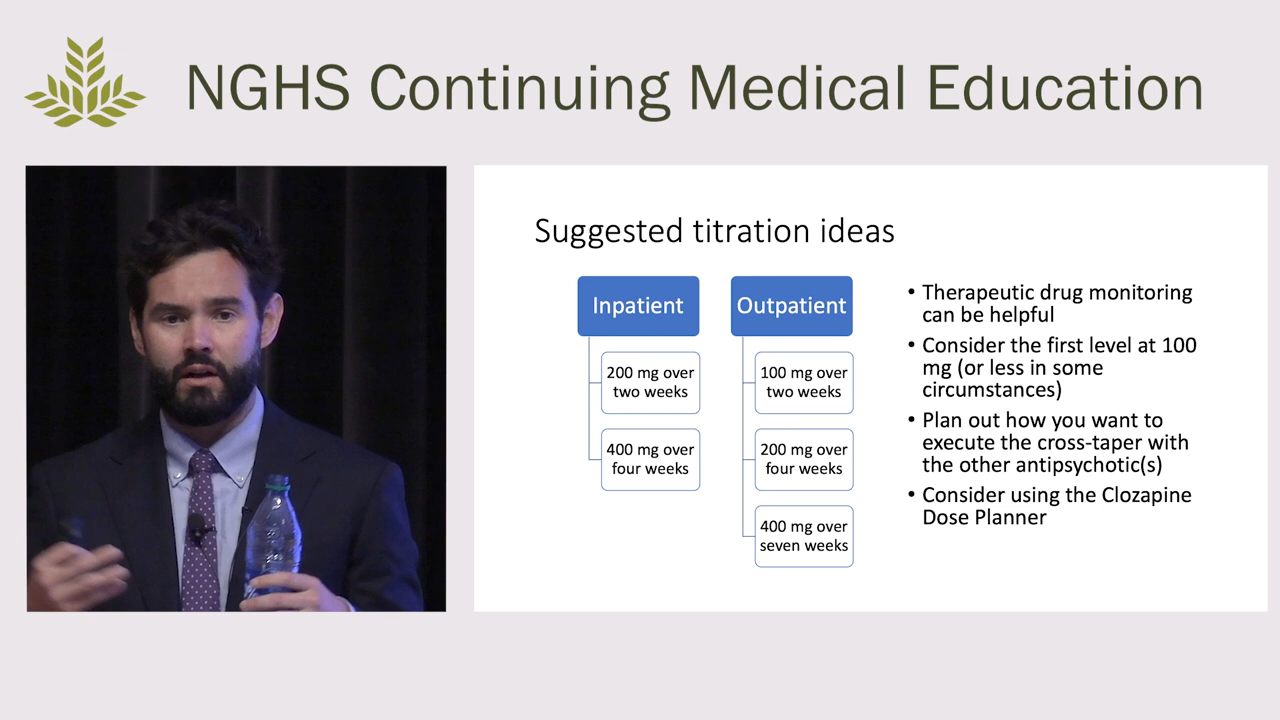 NGHS Continuing Medical Education
Suggested titration ideas
Inpatient
200 mg over
two weeks
400 mg over
four weeks
Outpatient
100 mg over
two weeks
200 mg over
four weeks
400 mg over
seven weeks
• Therapeutic drug monitoring
can be helpful
• Consider the first level at 100
mg (or less in some
circumstances)
• Plan out how you want to
execute the cross-taper with
the other antipsychotic(s)
• Consider using the Clozapine
Dose Planner